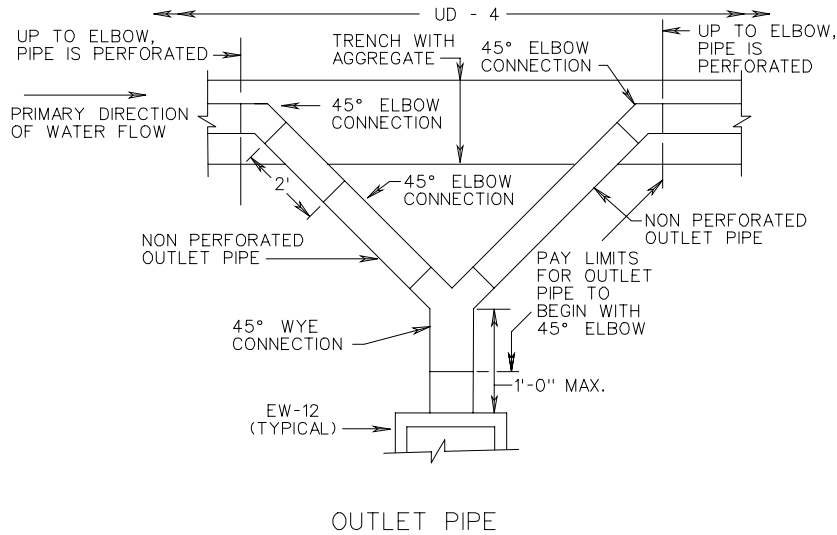 UD - 4
UP TO ELBOW,
PIPE IS PERFORATED
TRENCH WITH
AGGREGATE
45° ELBOW
CONNECTION
UP TO ELBOW,
PIPE IS
PERFORATED
PRIMARY DIRECTION
OF WATER FLOW
45° ELBOW
CONNECTION
2'
45° ELBOW
CONNECTION
NON PERFORATED
OUTLET PIPE
NON PERFORATED
OUTLET PIPE
PAY LIMITS
FOR OUTLET
PIPE TO
BEGIN WITH
45° ELBOW
45° WYE
CONNECTION
1'-0" MAX.
EW-12
(TYPICAL)
OUTLET PIPE